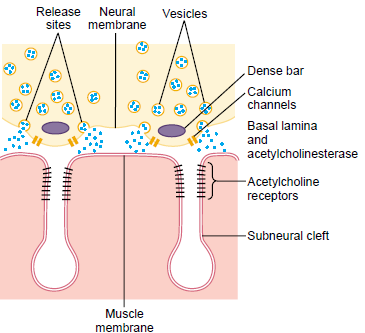 Release
sites
Neural
membrane
Vesicles
Dense bar
Calcium
channels
Basal lamina
and
acetylcholinesterase
Acetylcholine
receptors
Subneural cleft
Muscle
membrane